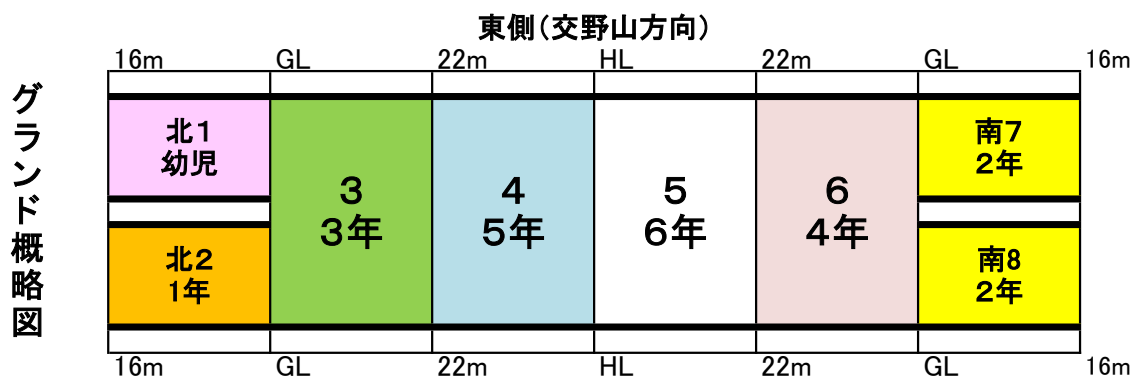 東側（交野山方向）
16m GL 22m HL 22m GL 16m
グランド概略図
北１
幼児
３
３年
４
５年
５
６年
６
４年
南７
２年
北２
１年
南8
２年
16m GL 22m HL 22m GL 16m